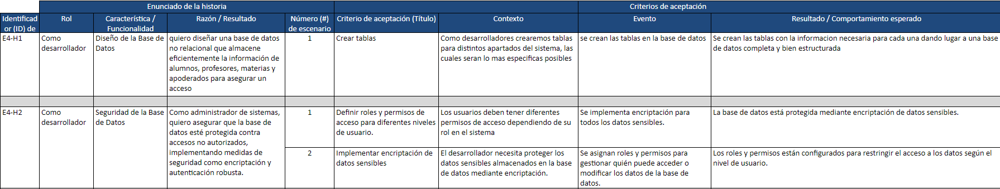 Enunciado de la historia
Criterios de aceptación
Identificad
or (ID) de
Rol
Característica /
Funcionalidad
Razón / Resultado
Número (#)
de escenario
Criterio de aceptación (Título)
Contexto
Evento
Resultado / Comportamiento esperado
E4-H1
Como
desarrollador
Diseño de la Base de
Datos
quiero diseñar una base de datos
no relacional que almacene
eficientemente la información de
alumnos, profesores, materias y
apoderados para asegurar un
acceso
1
Crear tablas
Como desarrolladores crearemos tablas
para distintos apartados del sistema, las
cuales seran lo mas especificas posibles
se crean las tablas en la base de datos
Se crean las tablas con la informacion necesaria para cada una dando lugar a una base
de datos completa y bien estructurada
E4-H2
Como
desarrollador
Seguridad de la Base
de Datos
Como administrador de sistemas,
quiero asegurar que la base de
datos esté protegida contra
accesos no autorizados,
implementando medidas de
seguridad como encriptación y
autenticación robusta.
1
Definir roles y permisos de
acceso para diferentes niveles
de usuario.
Los usuarios deben tener diferentes
permisos de acceso dependiendo de su
rol en el sistema
Se implementa encriptación para
todos los datos sensibles.
La base de datos está protegida mediante encriptación de datos sensibles.
2
Implementar encriptación de
datos sensibles
El desarrollador necesita proteger los
datos sensibles almacenados en la base
de datos mediante encriptación.
Se asignan roles y permisos para
gestionar quién puede acceder o
modificar los datos de la base de
datos.
Los roles y permisos están configurados para restringir el acceso a los datos según el
nivel de usuario.